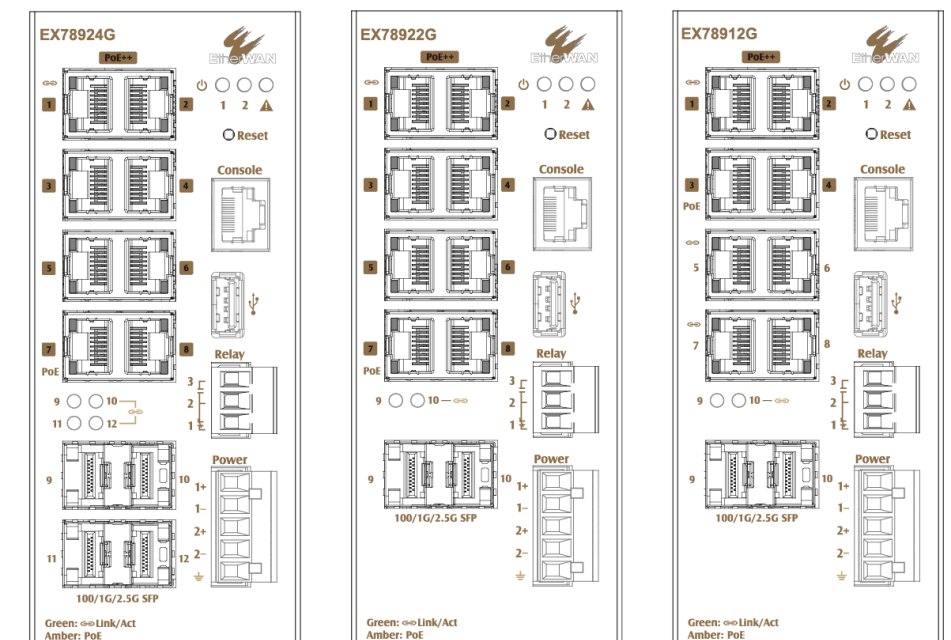 EX78924G
EtherWAN
PoE++
1
2
1 2
Reset
3
4
Console
5
6
7
8
PoE
Relay
3
2
1
9
10
11
12
Power
9
10
1+
1-
2+
2-
11
12
100/1G/2.5G SFP
Green: Link/Act
Amber: PoE
EX78922G
EtherWAN
PoE++
1
2
1 2
Reset
3
4
Console
5
6
7
8
PoE
Relay
3
2
1
9
10
Power
9
10
1+
1-
2+
2-
100/1G/2.5G SFP
Green: Link/Act
Amber: PoE
EX78912G
EtherWAN
PoE++
1
2
1 2
Reset
3
4
PoE
Console
5
6
7
8
Relay
3
2
1
9
10
Power
9
10
1+
1-
2+
2-
100/1G/2.5G SFP
Green: Link/Act
Amber: PoE